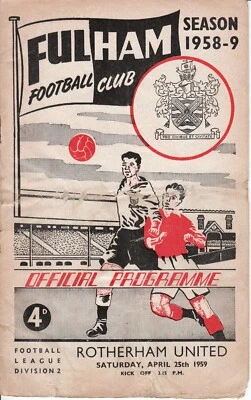 FULHAM
FOOTBALL CLUB
SEASON
1958-9
OFFICIAL PROGRAMME
4D
FOOTBALL
LEAGUE
DIVISION 2
ROTHERHAM UNITED
SATURDAY, APRIL 25th 1959
KICK OFF 3.15 P.M.